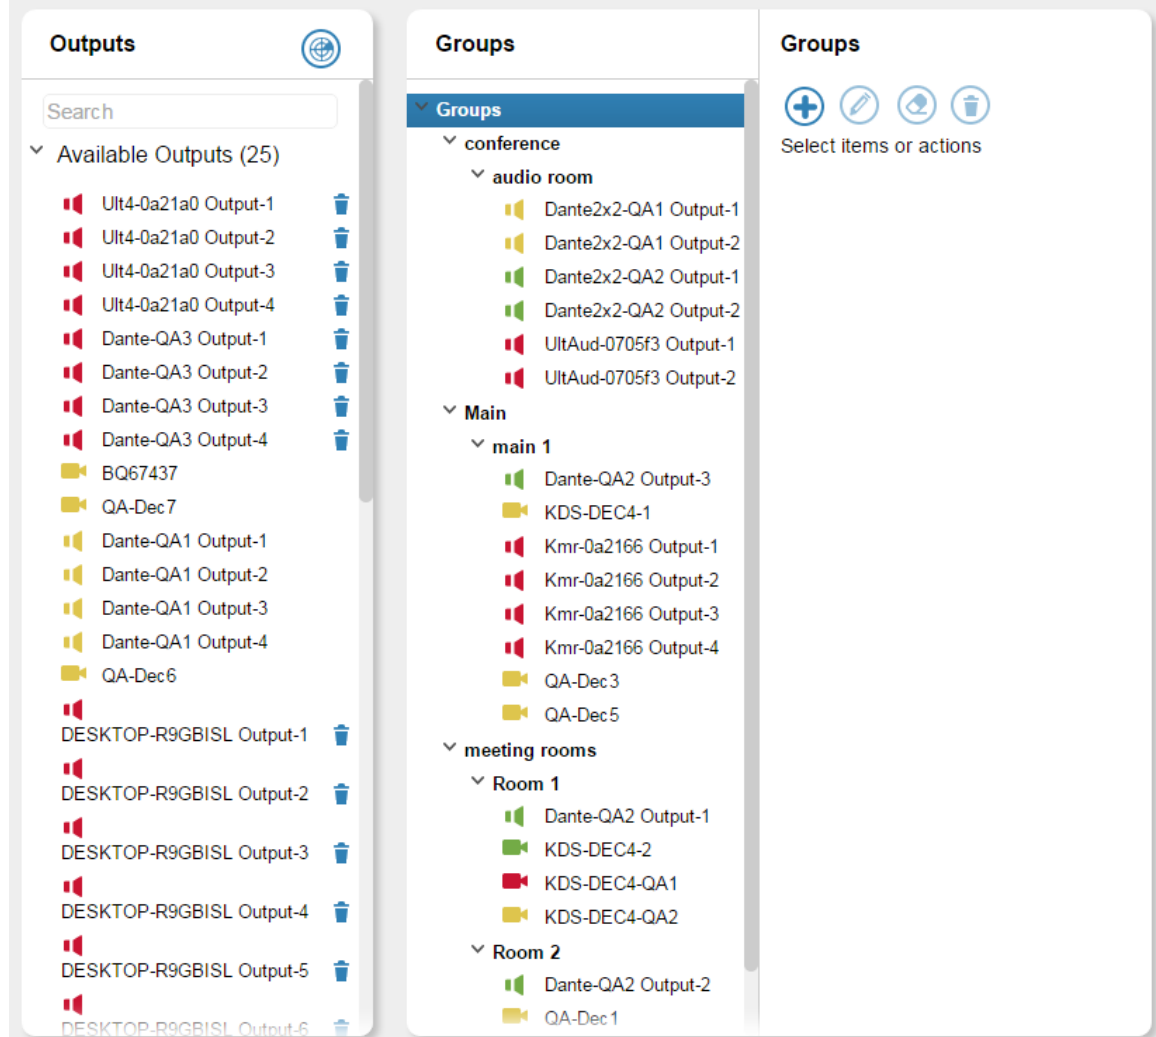 Outputs
Search
Available Outputs (25)
Ult4-0a21a0 Output-1
Ult4-0a21a0 Output-2
Ult4-0a21a0 Output-3
Ult4-0a21a0 Output-4
Dante-QA3 Output-1
Dante-QA3 Output-2
Dante-QA3 Output-3
Dante-QA3 Output-4
BQ67437
QA-Dec7
Dante-QA1 Output-1
Dante-QA1 Output-2
Dante-QA1 Output-3
Dante-QA1 Output-4
QA-Dec6
DESKTOP-R9GBISL Output-1
DESKTOP-R9GBISL Output-2
DESKTOP-R9GBISL Output-3
DESKTOP-R9GBISL Output-4
DESKTOP-R9GBISL Output-5
DESKTOP-R9GBISL Output-6
Groups
Groups
conference
audio room
Dante2x2-QA1 Output-1
Dante2x2-QA1 Output-2
Dante2x2-QA2 Output-1
Dante2x2-QA2 Output-2
UltAud-0705f3 Output-1
UltAud-0705f3 Output-2
Main
main 1
Dante-QA2 Output-3
KDS-DEC4-1
Kmr-0a2166 Output-1
Kmr-0a2166 Output-2
Kmr-0a2166 Output-3
Kmr-0a2166 Output-4
QA-Dec3
QA-Dec5
meeting rooms
Room 1
Dante-QA2 Output-1
KDS-DEC4-2
KDS-DEC4-QA1
KDS-DEC4-QA2
Room 2
Dante-QA2 Output-2
QA-Dec1
Groups
Select items or actions